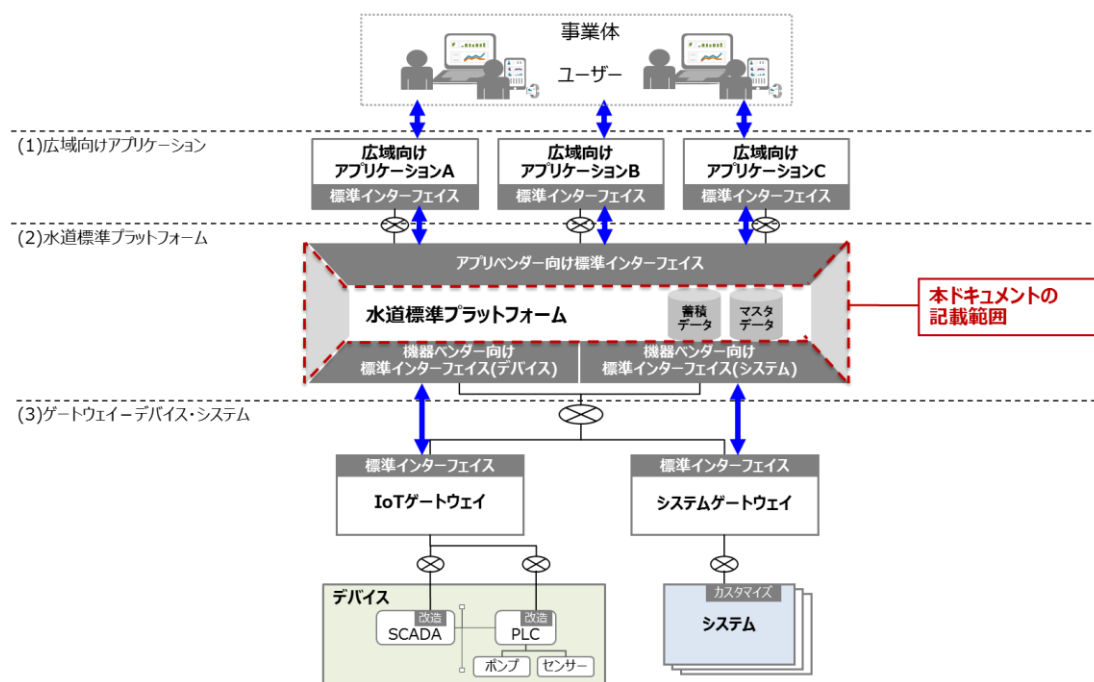 事業体
ユーザー
(1)広域向けアプリケーション
広域向け
アプリケーションA
標準インターフェイス
広域向け
アプリケーションB
標準インターフェイス
広域向け
アプリケーションC
標準インターフェイス
(2)水道標準プラットフォーム
アプリベンダー向け標準インターフェイス
水道標準プラットフォーム
蓄積
データ
マスタ
データ
本ドキュメントの
記載範囲
機器ベンダー向け
標準インターフェイス(デバイス)
機器ベンダー向け
標準インターフェイス(システム)
(3)ゲートウェイ－デバイス・システム
標準インターフェイス
IoTゲートウェイ
標準インターフェイス
システムゲートウェイ
デバイス
改造
SCADA
改造
PLC
ポンプ
センサー
カスタマイズ
システム